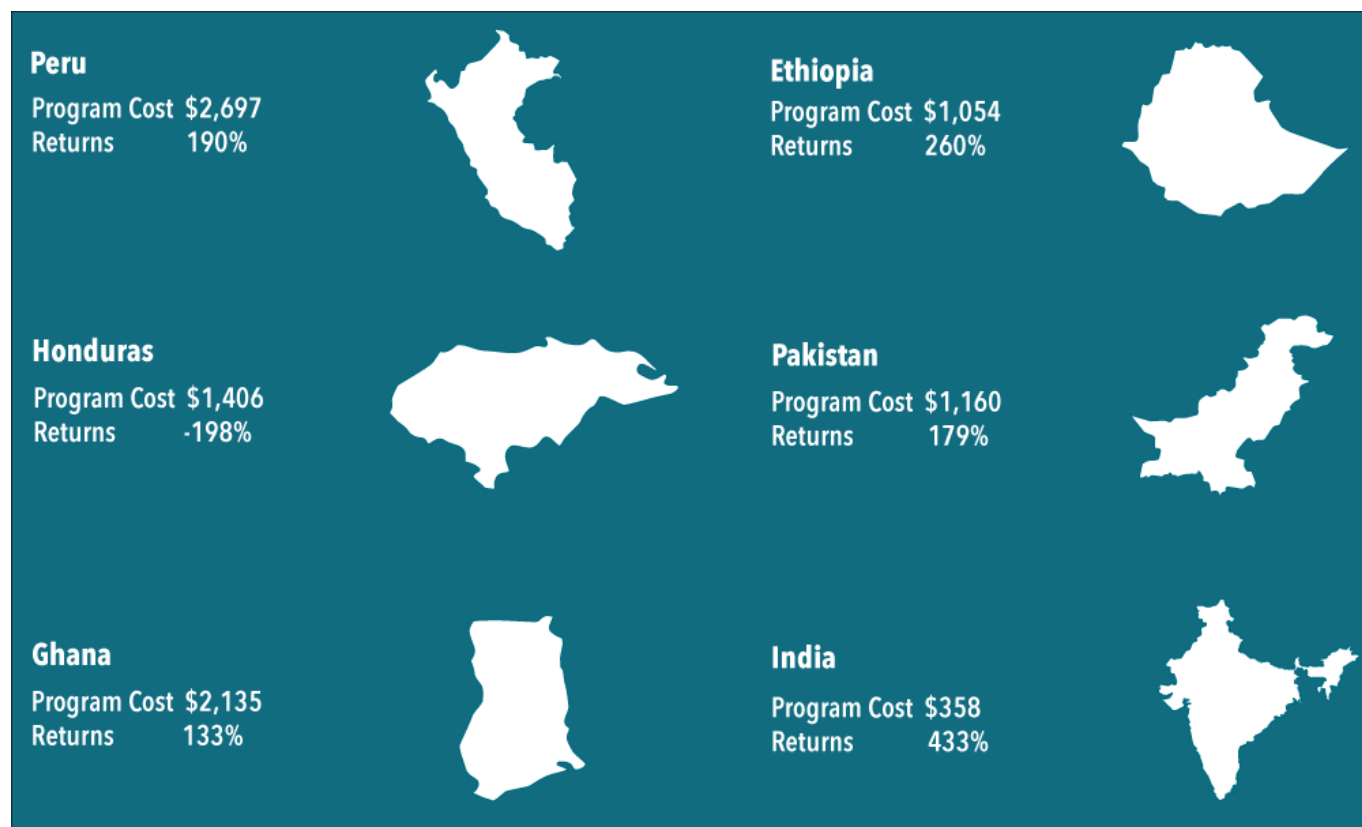 Peru
Program Cost $2,697
Returns 190%
Ethiopia
Program Cost $1,054
Returns 260%
Honduras
Program Cost $1,406
Returns -198%
Pakistan
Program Cost $1,160
Returns 179%
Ghana
Program Cost $2,135
Returns 133%
India
Program Cost $358
Returns 433%